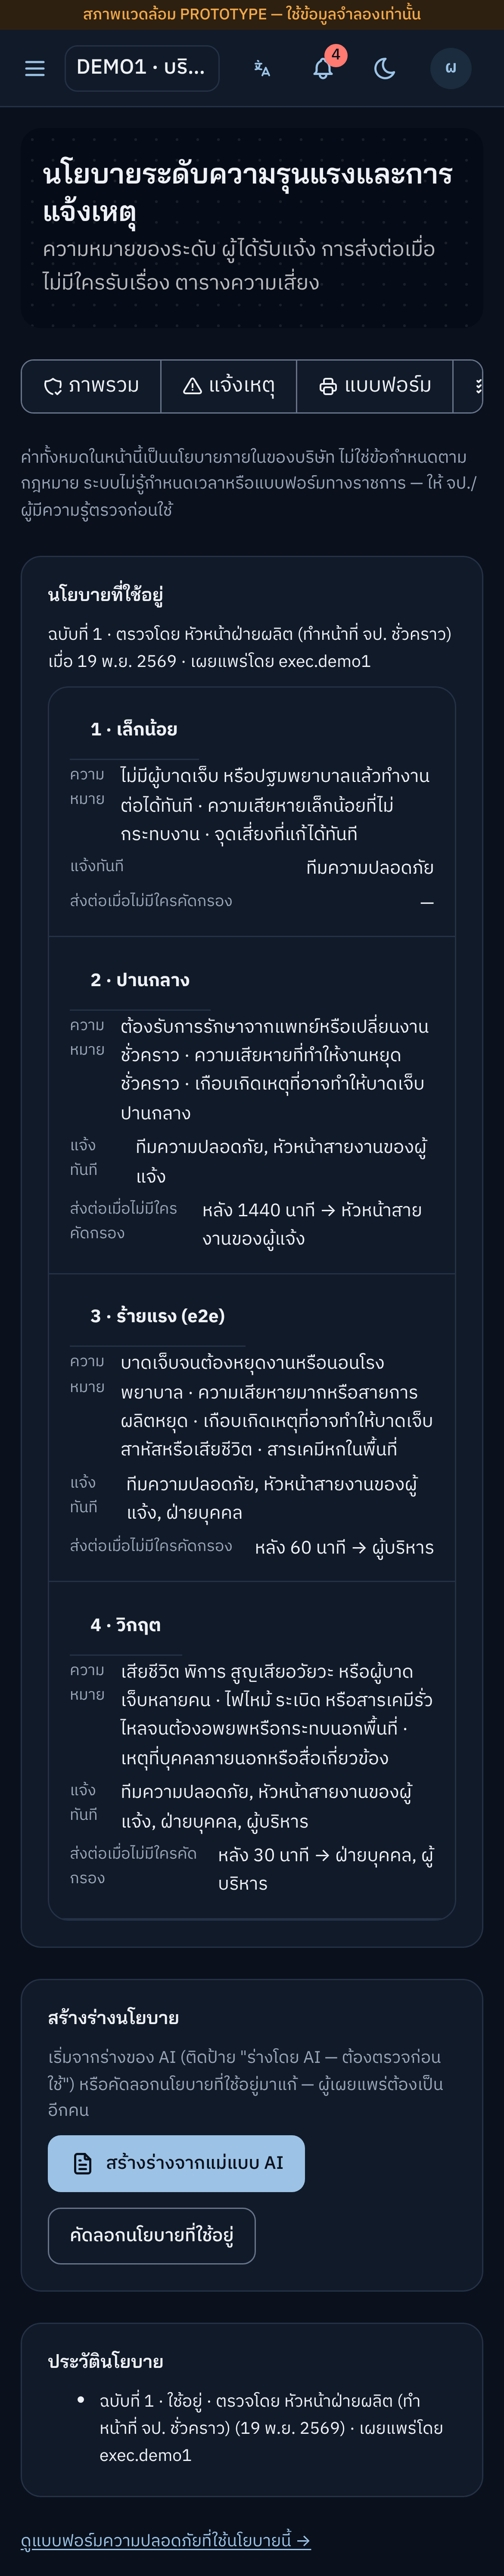 สภาพแวดล้อม PROTOTYPE — ใช้ข้อมูลจำลองเท่านั้น
DEMO1 · บริ...
4
ผ
นโยบายระดับความรุนแรงและการ
แจ้งเหตุ
ความหมายของระดับ ผู้ได้รับแจ้ง การส่งต่อเมื่อ
ไม่มีใครรับเรื่อง ตารางความเสี่ยง
ภาพรวม
แจ้งเหตุ
แบบฟอร์ม
ค่าทั้งหมดในหน้านี้เป็นนโยบายภายในของบริษัท ไม่ใช่ข้อกำหนดตาม
กฎหมาย ระบบไม่รู้กำหนดเวลาหรือแบบฟอร์มทางราชการ — ให้ จป./
ผู้มีความรู้ตรวจก่อนใช้
นโยบายที่ใช้อยู่
ฉบับที่ 1 · ตรวจโดย หัวหน้าฝ่ายผลิต (ทำหน้าที่ จป. ชั่วคราว)
เมื่อ 19 พ.ย. 2569 · เผยแพร่โดย exec.demo1
1 · เล็กน้อย
ความ
หมาย
ไม่มีผู้บาดเจ็บ หรือปฐมพยาบาลแล้วทำงาน
ต่อได้ทันที · ความเสียหายเล็กน้อยที่ไม่
กระทบงาน · จุดเสี่ยงที่แก้ได้ทันที
แจ้งทันที
ทีมความปลอดภัย
ส่งต่อเมื่อไม่มีใครคัดกรอง
—
2 · ปานกลาง
ความ
หมาย
ต้องรับการรักษาจากแพทย์หรือเปลี่ยนงาน
ชั่วคราว · ความเสียหายที่ทำให้งานหยุด
ชั่วคราว · เกือบเกิดเหตุที่อาจทำให้บาดเจ็บ
ปานกลาง
แจ้ง
ทันที
ทีมความปลอดภัย, หัวหน้าสายงานของผู้
แจ้ง
ส่งต่อเมื่อไม่มีใคร
คัดกรอง
หลัง 1440 นาที → หัวหน้าสาย
งานของผู้แจ้ง
3 · ร้ายแรง (e2e)
ความ
หมาย
บาดเจ็บจนต้องหยุดงานหรือนอนโรง
พยาบาล · ความเสียหายมากหรือสายการ
ผลิตหยุด · เกือบเกิดเหตุที่อาจทำให้บาดเจ็บ
สาหัสหรือเสียชีวิต · สารเคมีหกในพื้นที่
แจ้ง
ทันที
ทีมความปลอดภัย, หัวหน้าสายงานของผู้
แจ้ง, ฝ่ายบุคคล
ส่งต่อเมื่อไม่มีใครคัดกรอง
หลัง 60 นาที → ผู้บริหาร
4 · วิกฤต
ความ
หมาย
เสียชีวิต พิการ สูญเสียอวัยวะ หรือผู้บาด
เจ็บหลายคน · ไฟไหม้ ระเบิด หรือสารเคมีรั่ว
ไหลจนต้องอพยพหรือกระทบนอกพื้นที่ ·
เหตุที่บุคคลภายนอกหรือสื่อเกี่ยวข้อง
แจ้ง
ทันที
ทีมความปลอดภัย, หัวหน้าสายงานของผู้
แจ้ง, ฝ่ายบุคคล, ผู้บริหาร
ส่งต่อเมื่อไม่มีใครคัด
กรอง
หลัง 30 นาที → ฝ่ายบุคคล, ผู้
บริหาร
สร้างร่างนโยบาย
เริ่มจากร่างของ AI (ติดป้าย "ร่างโดย AI — ต้องตรวจก่อน
ใช้") หรือคัดลอกนโยบายที่ใช้อยู่มาแก้ — ผู้เผยแพร่ต้องเป็น
อีกคน
สร้างร่างจากแม่แบบ AI
คัดลอกนโยบายที่ใช้อยู่
ประวัตินโยบาย
• ฉบับที่ 1 · ใช้อยู่ · ตรวจโดย หัวหน้าฝ่ายผลิต (ทำ
หน้าที่ จป. ชั่วคราว) (19 พ.ย. 2569) · เผยแพร่โดย
exec.demo1
ดูแบบฟอร์มความปลอดภัยที่ใช้นโยบายนี้ →